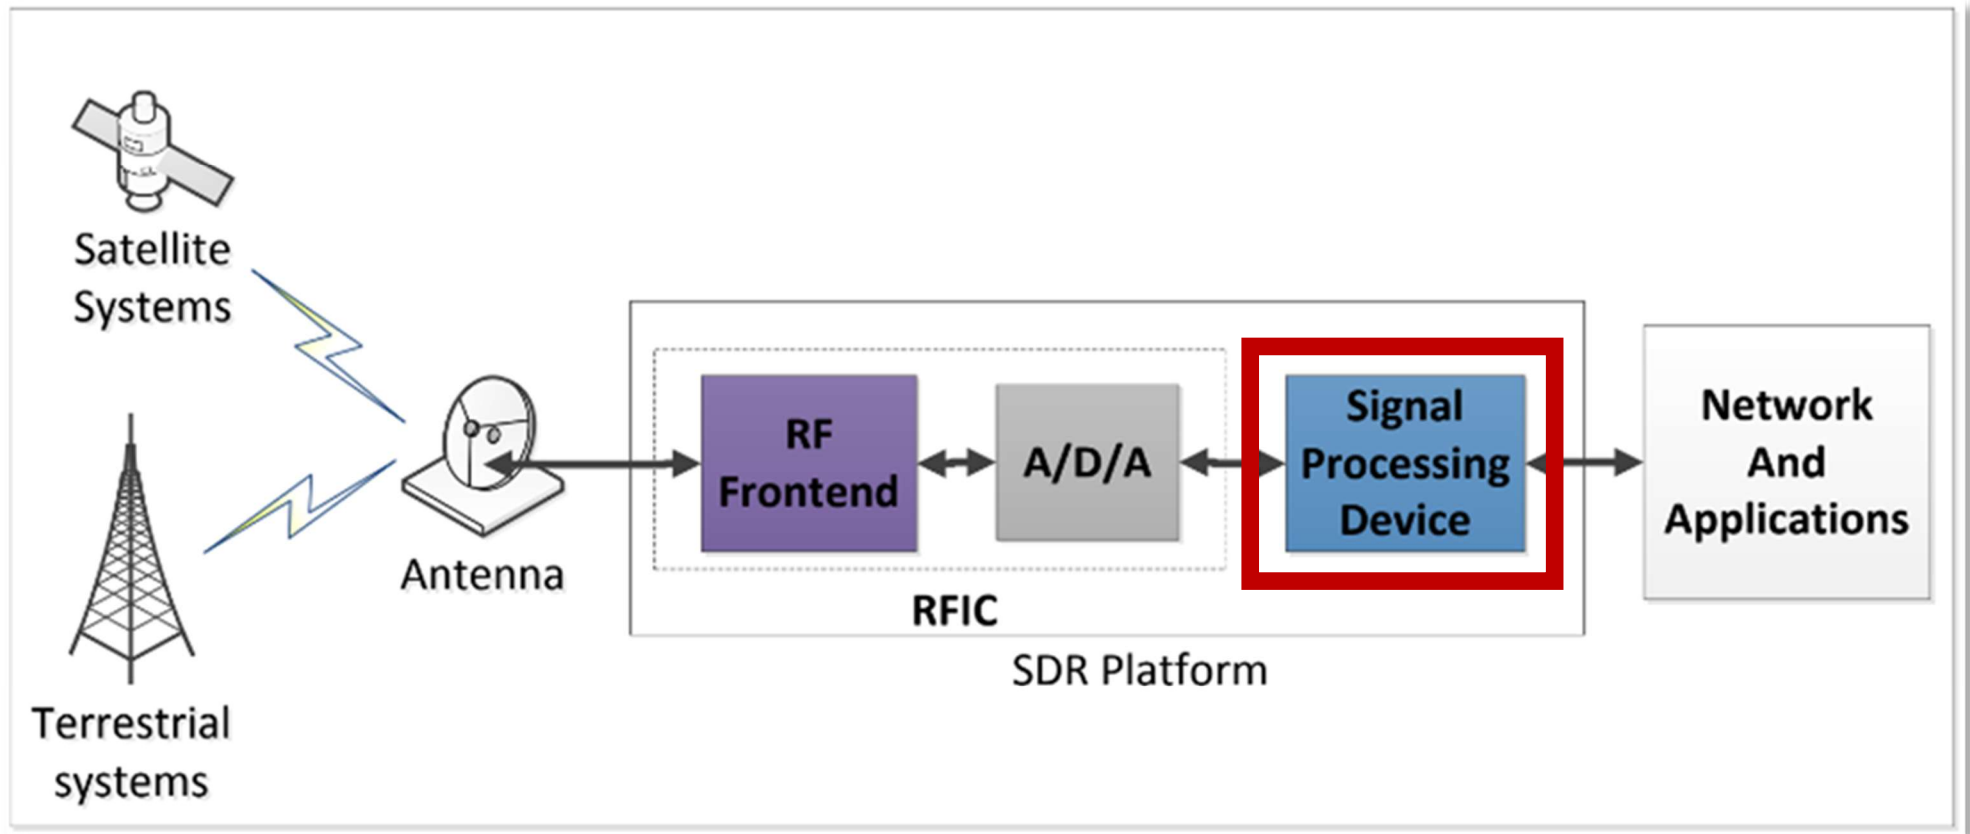 Satellite
Systems
Terrestrial
systems
Antenna
RF
Frontend
A/D/A
RFIC
Signal
Processing
Device
SDR Platform
Network
And
Applications